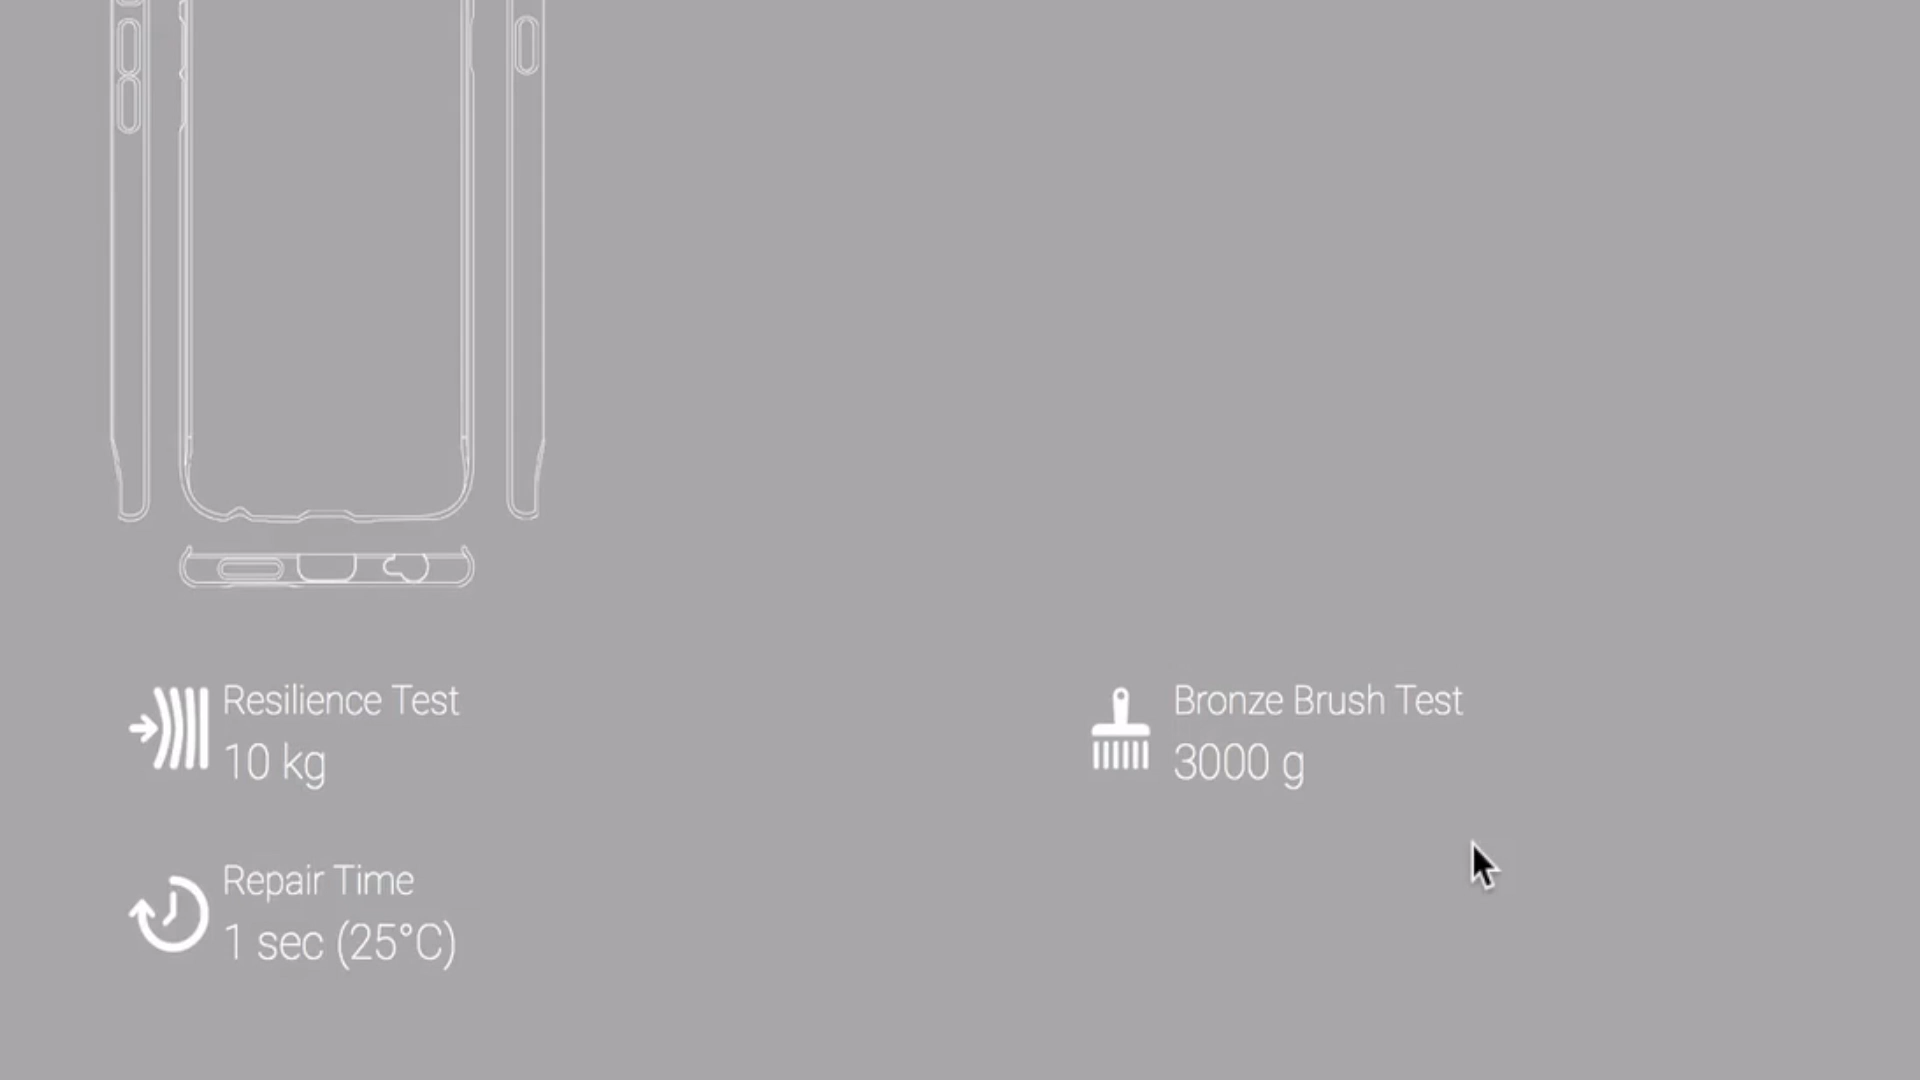 Resilience Test
10 kg
Bronze Brush Test
3000 g
Repair Time
1 sec (25°C)